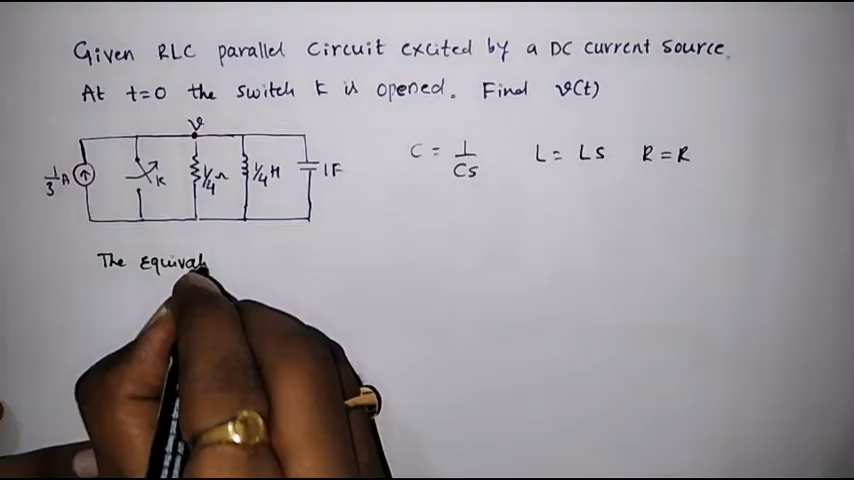 Given RLC parallel Circuit excited by a DC current source.
At t=0 the switch k is opened. Find v(t)
v
1/3 A
K
1/4 Ω
1/4 H
1F
C = 1/Cs L = LS R = R
The Equival